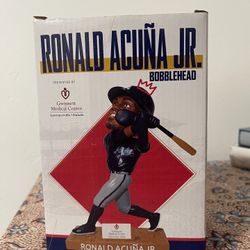 RONALD ACUÑA JR.
BOBBLEHEAD
PRESENTED BY
Gwinnett
Medical Center
RONALD ACUÑA JR.